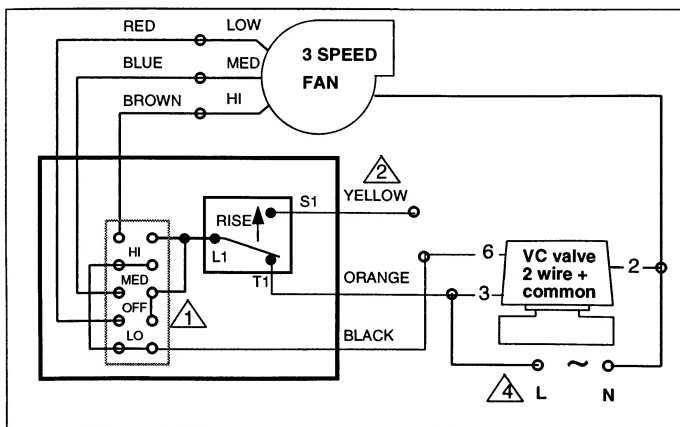 RED LOW
BLUE MED
BROWN HI
3 SPEED
FAN
2
S1 YELLOW
RISE
L1
T1
ORANGE
HI
MED
OFF
LO
1
BLACK
6
3
VC valve
2 wire +
common
2
4 L ~ N